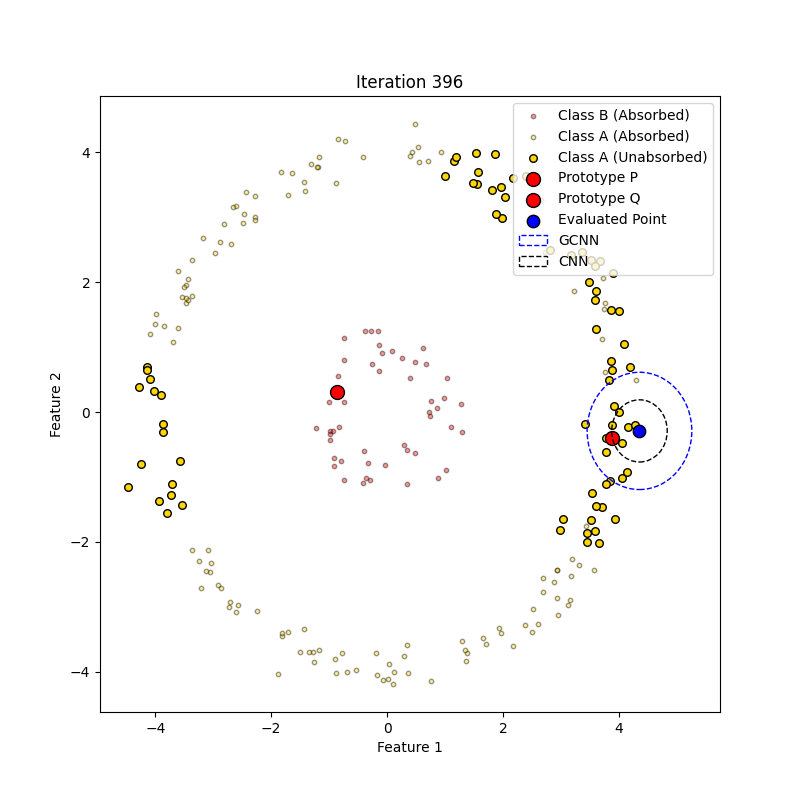 Iteration 396
Class B (Absorbed)
Class A (Absorbed)
Class A (Unabsorbed)
Prototype P
Prototype Q
Evaluated Point
GCNN
CNN
Feature 2
4
2
0
−2
−4
−4
−2
0
2
4
Feature 1